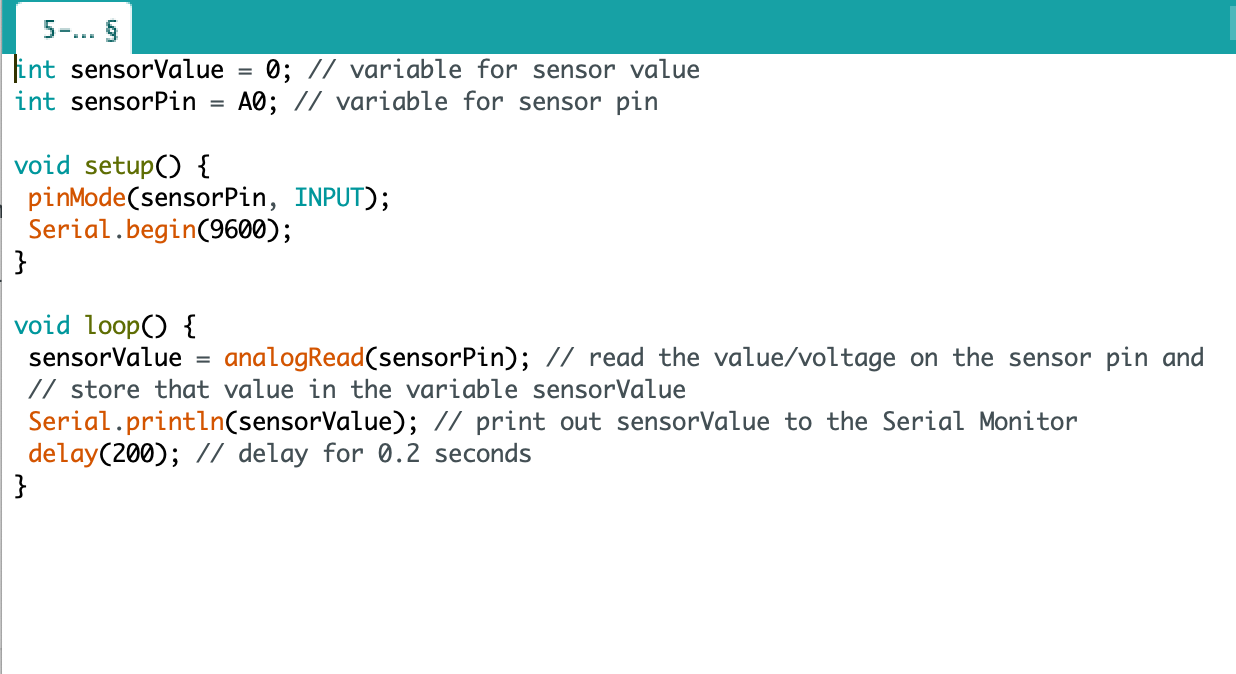 5-... §
int sensorValue = 0; // variable for sensor value
int sensorPin = A0; // variable for sensor pin
void setup() {
pinMode(sensorPin, INPUT);
Serial.begin(9600);
}
void loop() {
sensorValue = analogRead(sensorPin); // read the value/voltage on the sensor pin and
// store that value in the variable sensorValue
Serial.println(sensorValue); // print out sensorValue to the Serial Monitor
delay(200); // delay for 0.2 seconds
}